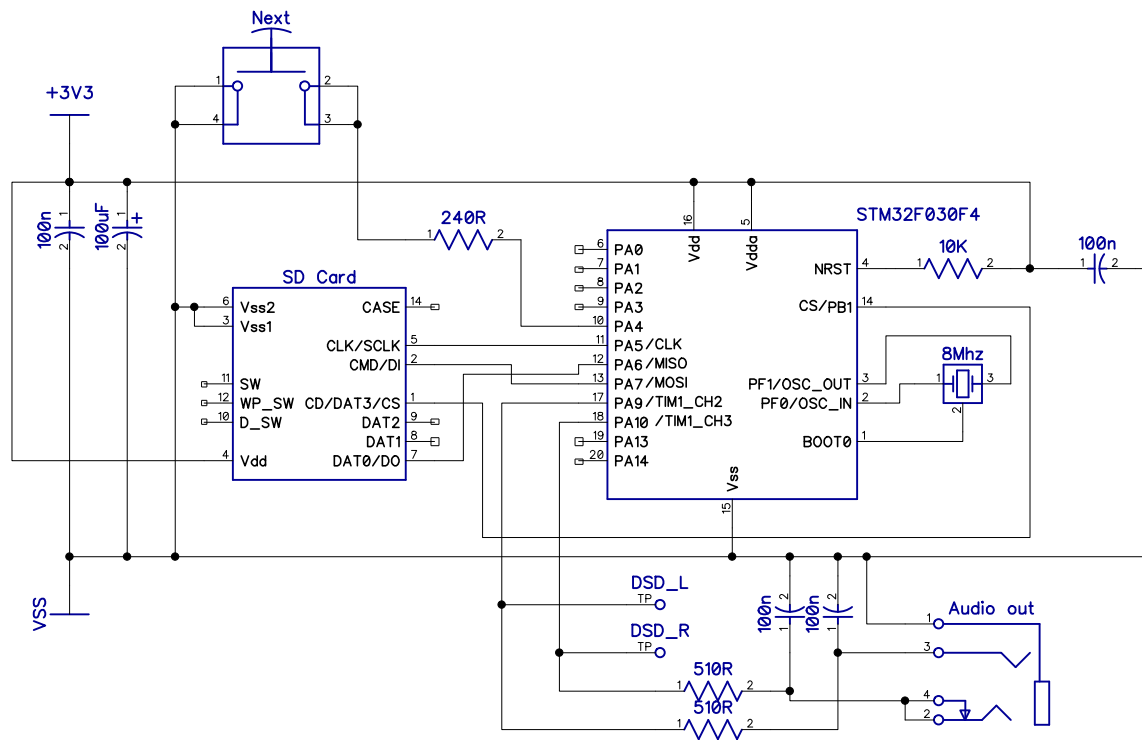 Next
1 2
4 3
+3V3
1 100n 2
1 100uF + 2
1 240R 2
STM32F030F4
16 Vdd
5 Vdda
6 PA0
7 PA1
8 PA2
9 PA3
10 PA4
11 PA5/CLK
12 PA6/MISO
13 PA7/MOSI
17 PA9/TIM1_CH2
18 PA10 /TIM1_CH3
19 PA13
20 PA14
NRST 4
CS/PB1 14
PF1/OSC_OUT 3
PF0/OSC_IN 2
BOOT0 1
Vss 15
1 10K 2
1 100n 2
8Mhz
1 3
2
SD Card
6 Vss2
3 Vss1
11 SW
12 WP_SW
10 D_SW
4 Vdd
CASE 14
CLK/SCLK 5
CMD/DI 2
CD/DAT3/CS 1
DAT2 9
DAT1 8
DAT0/DO 7
VSS
DSD_L
TP
DSD_R
TP
2 100n 1
2 100n 1
1 510R 2
1 510R 2
Audio out
1
3
4
2